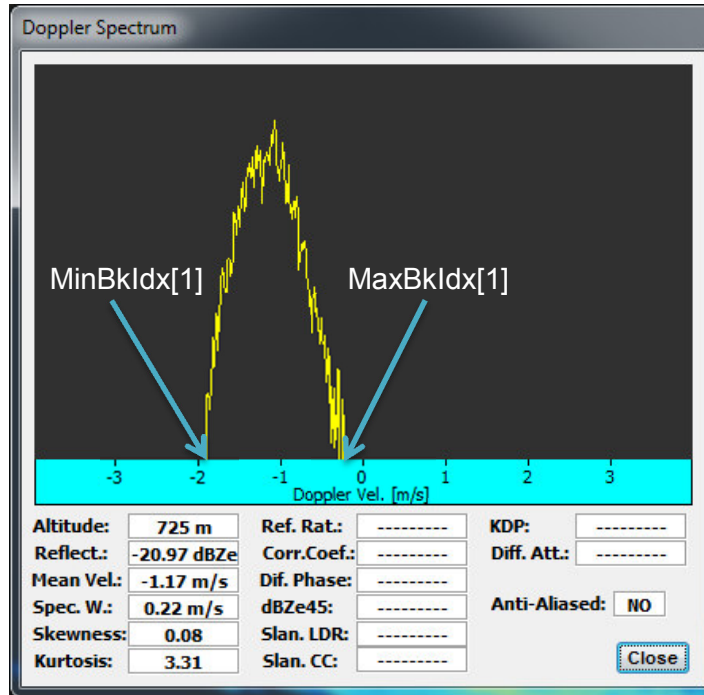 Doppler Spectrum
MinBkIdx[1] MaxBkIdx[1]
-3 -2 -1 0 1 2 3
Doppler Vel. [m/s]
Altitude: 725 m Ref. Rat.: --------- KDP: ---------
Reflect.: -20.97 dBZe Corr.Coef.: --------- Diff. Att.: ---------
Mean Vel.: -1.17 m/s Dif. Phase: ---------
Spec. W.: 0.22 m/s dBZe45: --------- Anti-Aliased: NO
Skewness: 0.08 Slan. LDR: ---------
Kurtosis: 3.31 Slan. CC: --------- Close